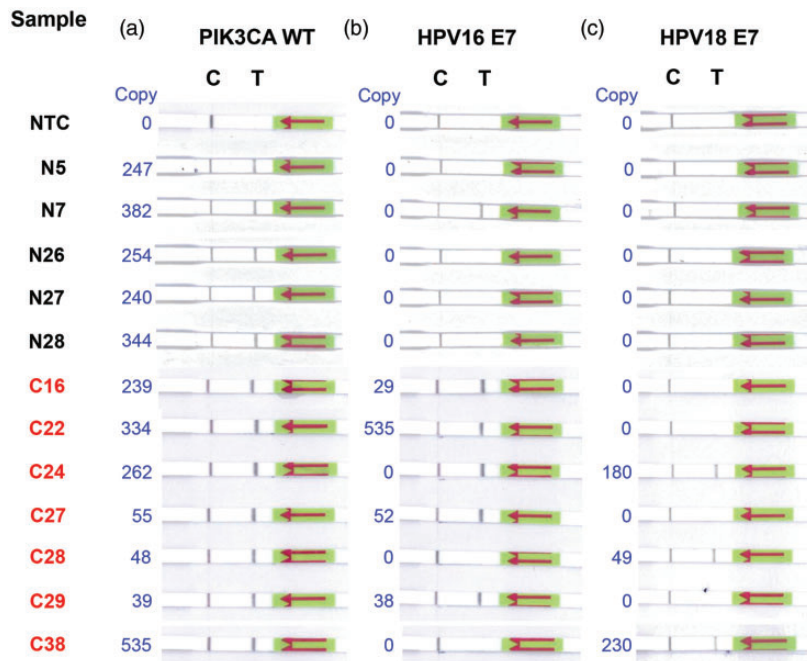 Sample (a) PIK3CA WT (b) HPV16 E7 (c) HPV18 E7
C T C T C T
Copy Copy Copy
NTC 0 0 0
N5 247 0 0
N7 382 0 0
N26 254 0 0
N27 240 0 0
N28 344 0 0
C16 239 29 0
C22 334 535 0
C24 262 0 180
C27 55 52 0
C28 48 0 49
C29 39 38 0
C38 535 0 230